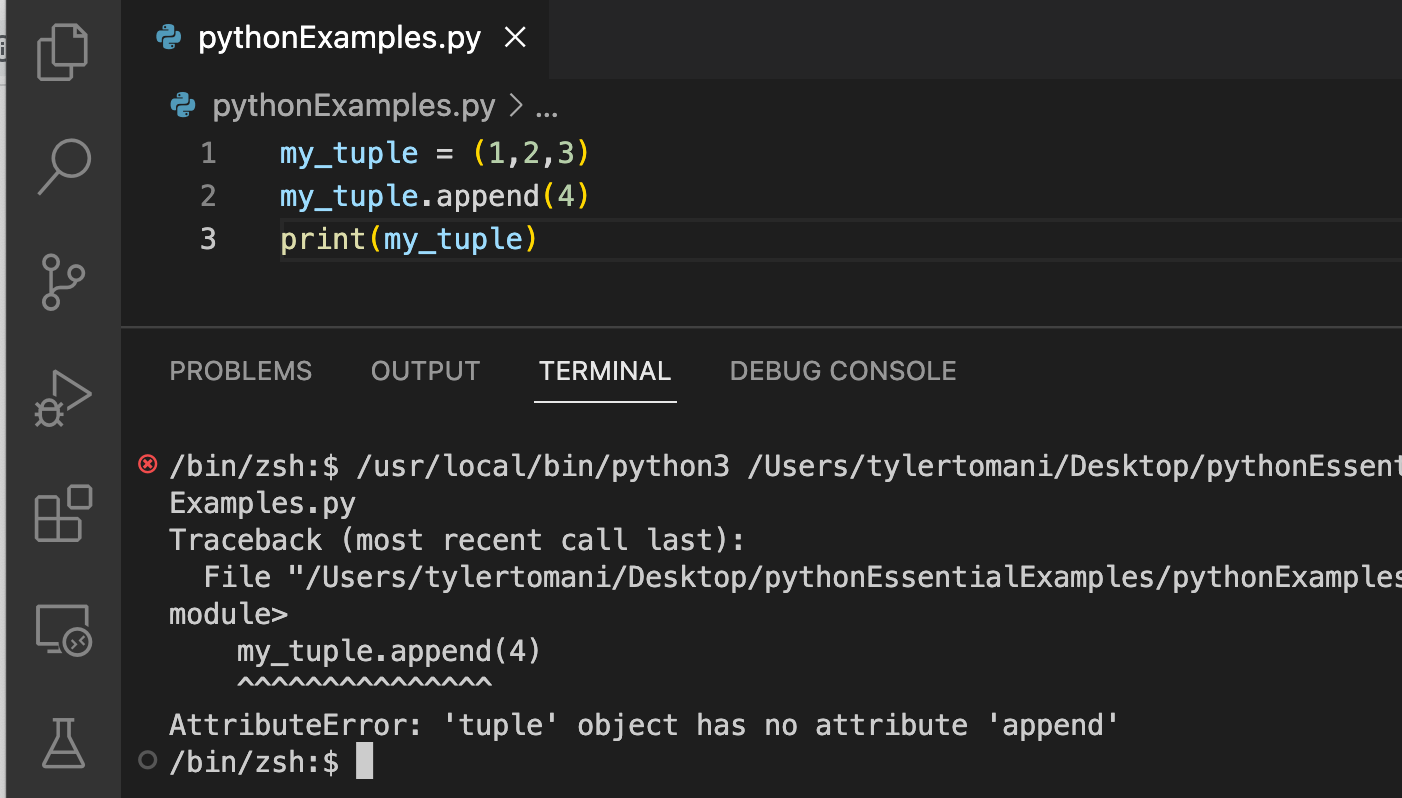 pythonExamples.py
pythonExamples.py > ...
1 my_tuple = (1,2,3)
2 my_tuple.append(4)
3 print(my_tuple)
PROBLEMS OUTPUT TERMINAL DEBUG CONSOLE
/bin/zsh:$ /usr/local/bin/python3 /Users/tylertomani/Desktop/pythonEssent
Examples.py
Traceback (most recent call last):
  File "/Users/tylertomani/Desktop/pythonEssentialExamples/pythonExamples
module>
    my_tuple.append(4)
    ^^^^^^^^^^^^^^^
AttributeError: 'tuple' object has no attribute 'append'
/bin/zsh:$